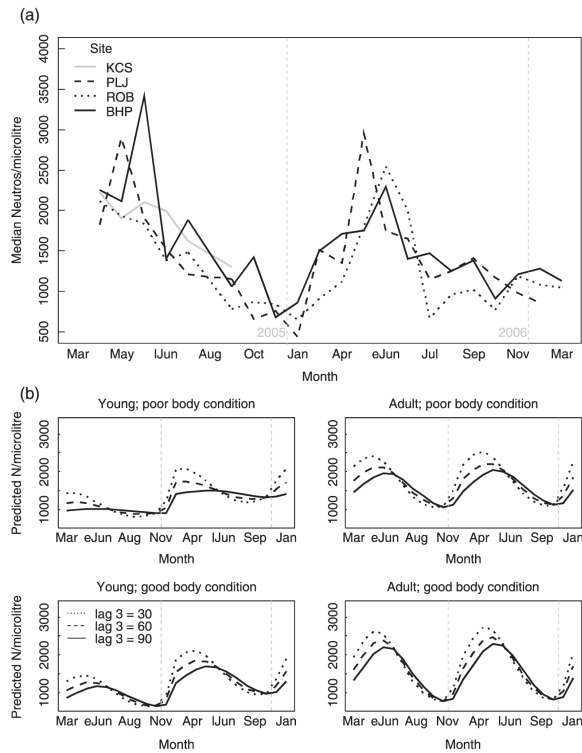 (a)
4000
3500
3000
2500
2000
1500
1000
500
Median Neutros/microlitre
Site
KCS
PLJ
ROB
BHP
2005
2006
Mar May lJun Aug Oct Jan Apr eJun Jul Sep Nov Mar
Month
(b)
Young; poor body condition
Predicted N/microlitre
3000
2000
1000
Mar eJun Aug Nov Apr lJun Sep Jan
Month
Adult; poor body condition
3000
2000
1000
Mar eJun Aug Nov Apr lJun Sep Jan
Month
Young; good body condition
Predicted N/microlitre
3000
2000
1000
lag 3 = 30
lag 3 = 60
lag 3 = 90
Mar eJun Aug Nov Apr lJun Sep Jan
Month
Adult; good body condition
3000
2000
1000
Mar eJun Aug Nov Apr lJun Sep Jan
Month